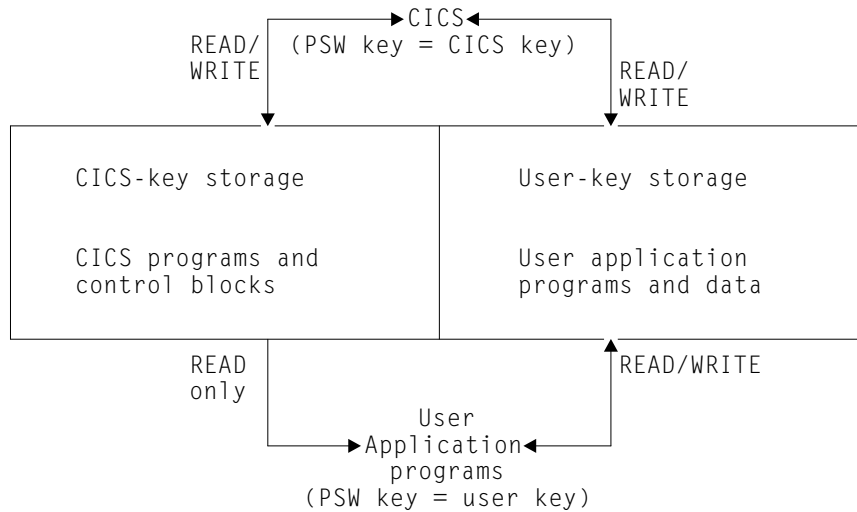 CICS
(PSW key = CICS key)
READ/
WRITE
READ/
WRITE
CICS-key storage
CICS programs and
control blocks
User-key storage
User application
programs and data
READ
only
READ/WRITE
User
Application
programs
(PSW key = user key)